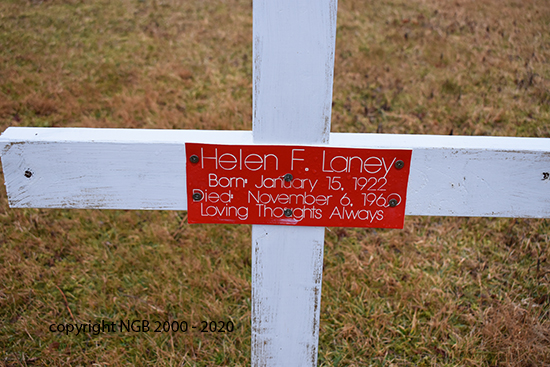 Helen F. Laney
Born: January 15, 1922
Died: November 6, 1960
Loving Thoughts Always
copyright NGB 2000 - 2020